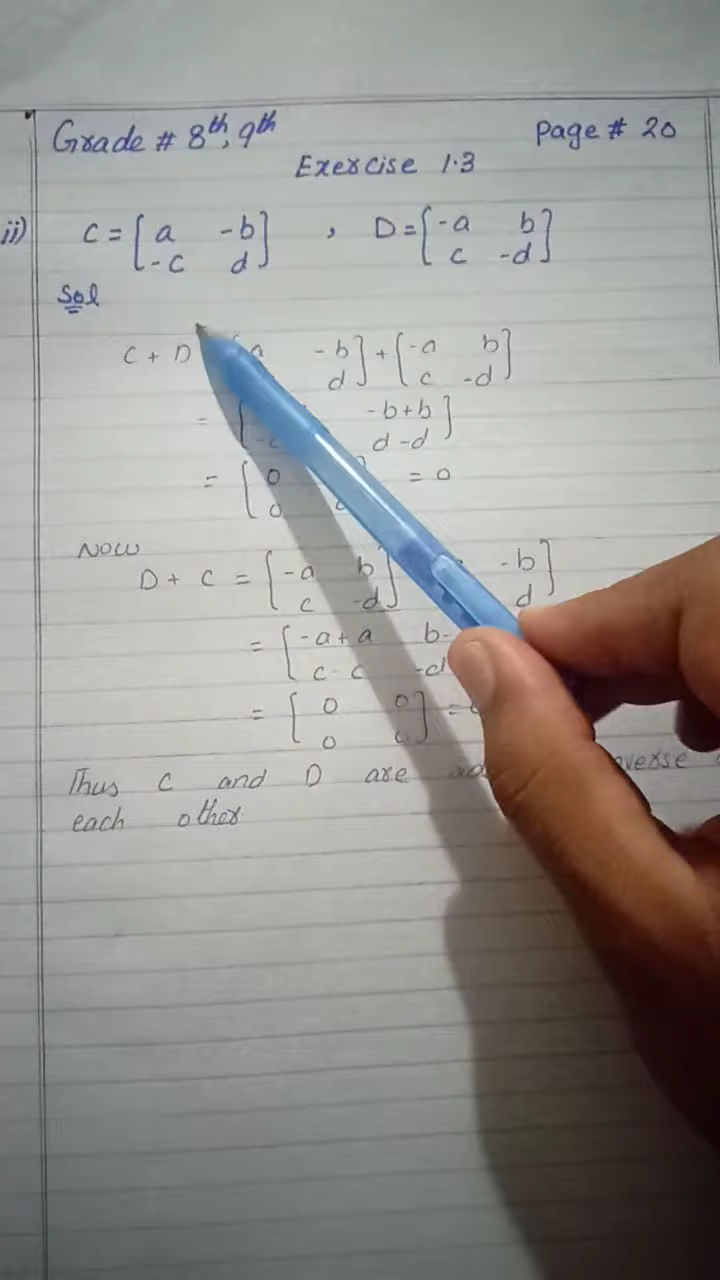 Grade # 8th, 9th Page # 20
Exercise 1.3
ii) C = [ a -b ] , D = [ -a b ]
-c d c -d
Sol
C + D [ a -b ] + [ -a b ]
d c -d
= [ -b+b ]
d-d
= [ 0 = 0
0
Now
D + C = [ -a b ] -b ]
c -d d
= [ -a+a b-
c-c -d
= [ 0 0 ] =
0 0
Thus C and D are
each other